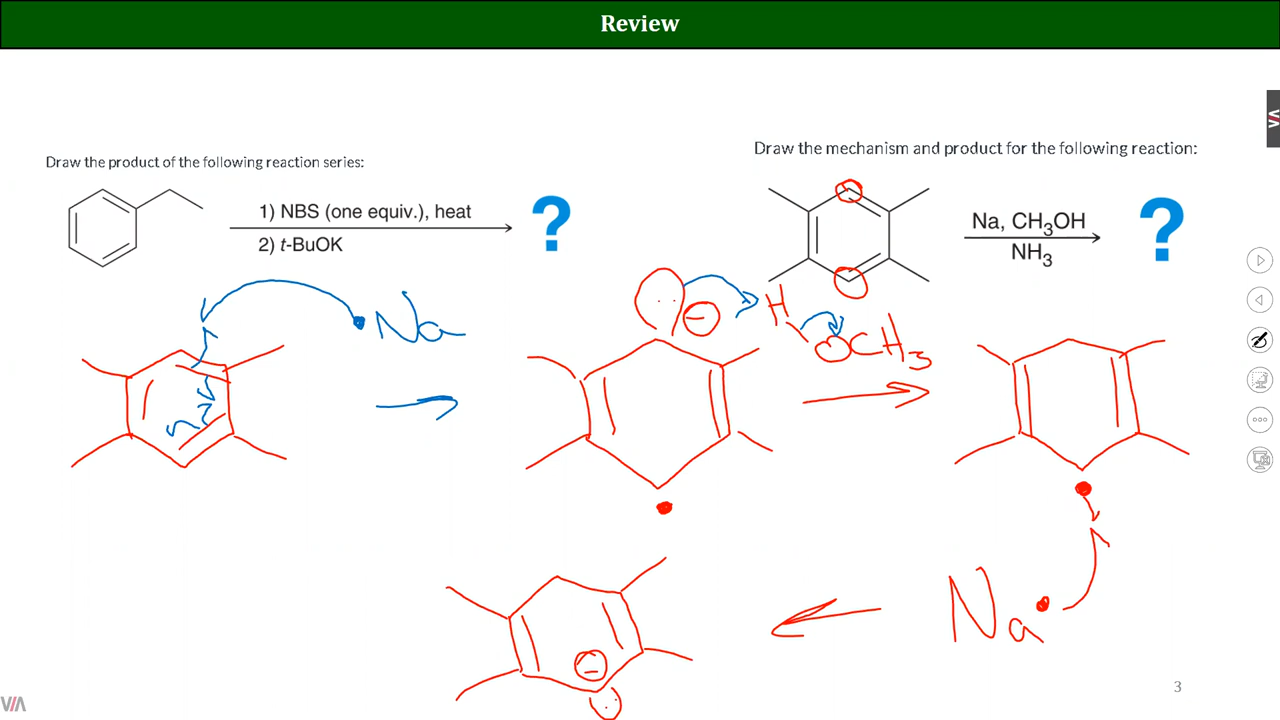 Review
Draw the product of the following reaction series:
1) NBS (one equiv.), heat
2) t-BuOK
?
Draw the mechanism and product for the following reaction:
Na, CH3OH
NH3
?
Na
H
OCH3
Na
3
VIA